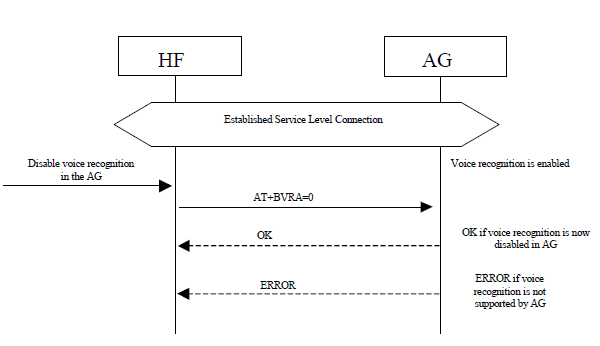 HF
AG
Established Service Level Connection
Disable voice recognition
in the AG
Voice recognition is enabled
AT+BVRA=0
OK
OK if voice recognition is now
disabled in AG
ERROR
ERROR if voice
recognition is not
supported by AG